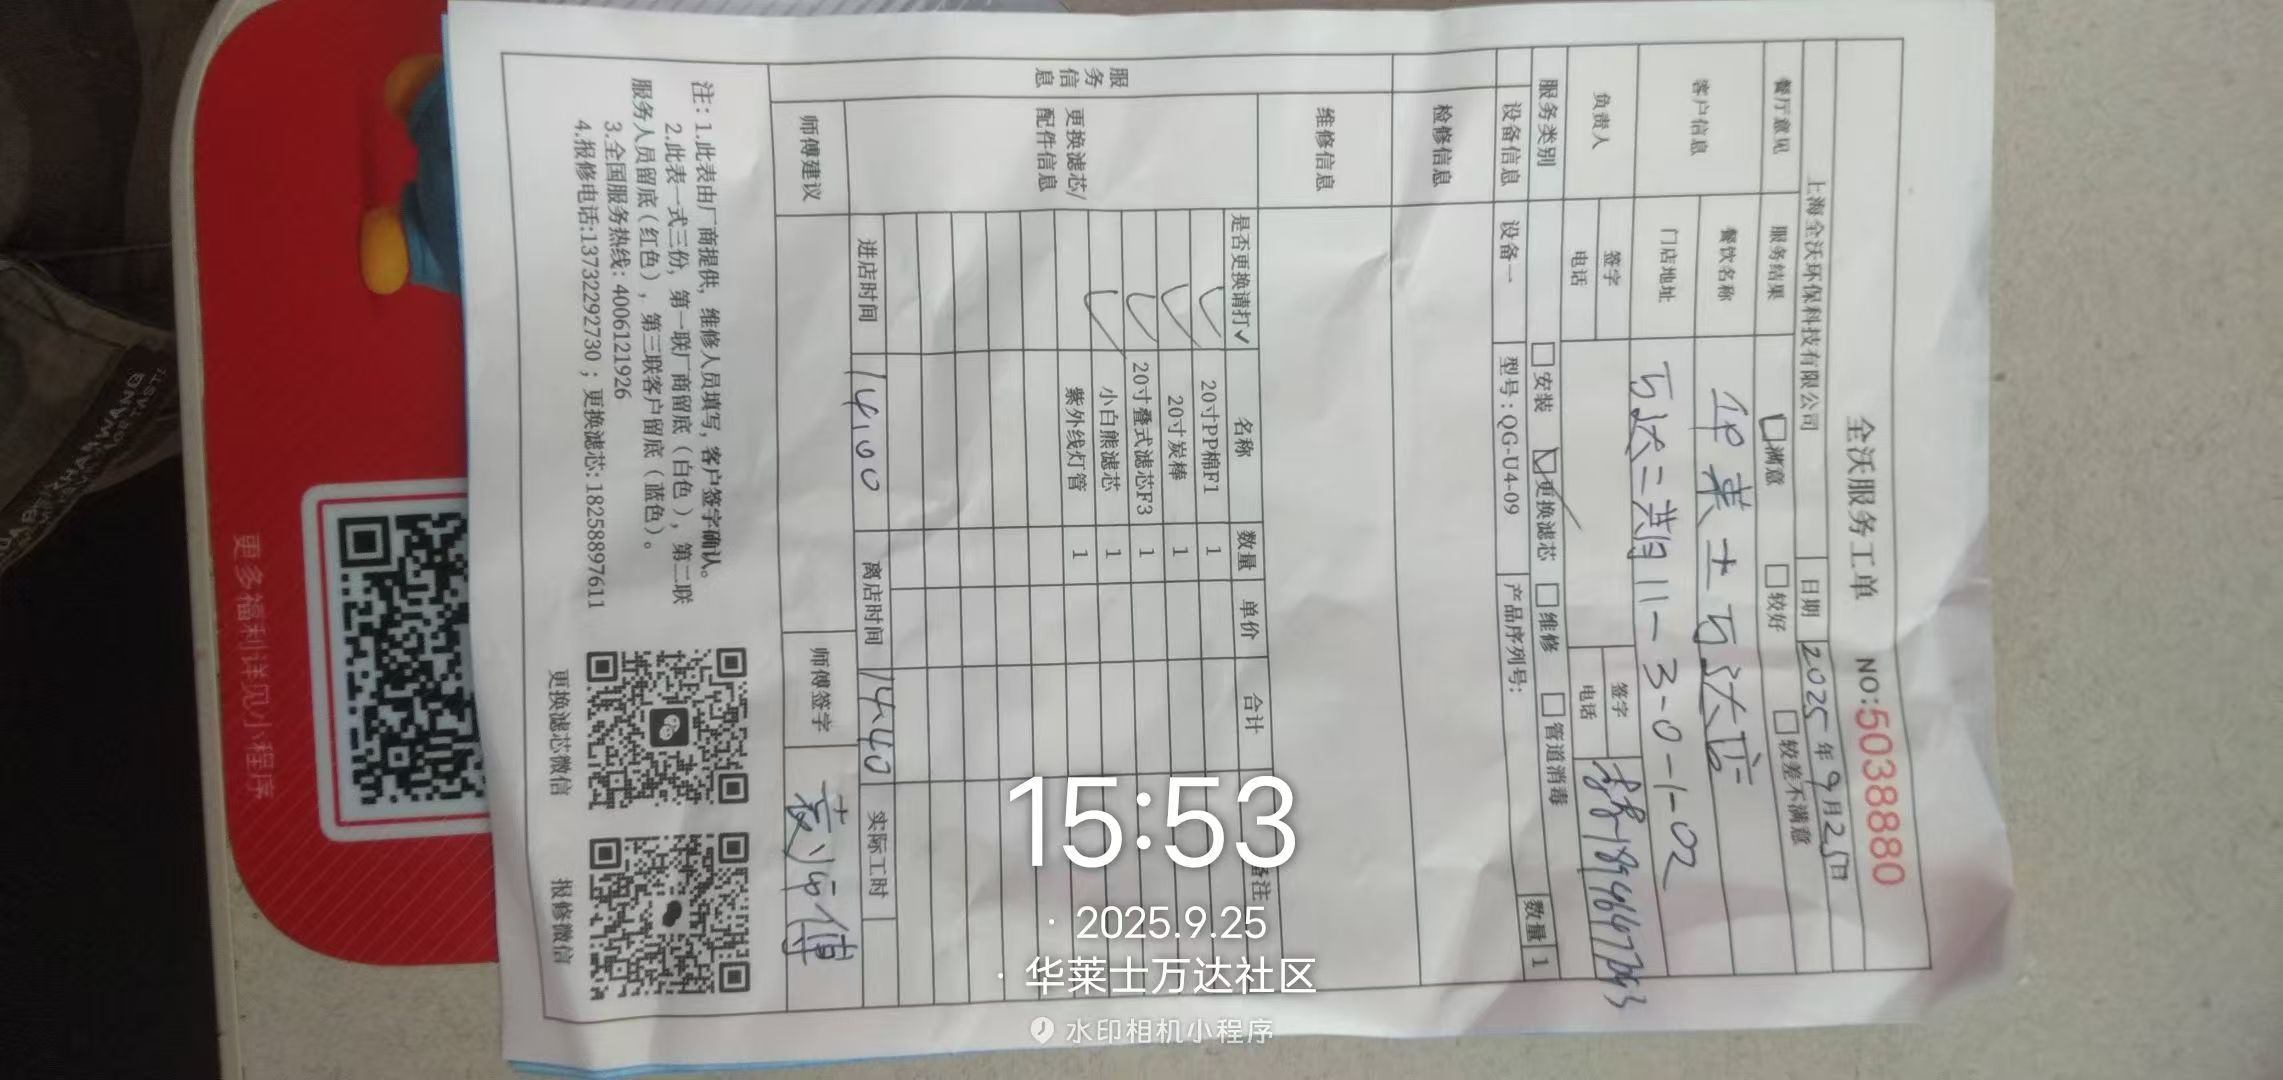 全沃服务工单 NO:5038880
上海全沃环保科技有限公司 日期 2025年9月25日
餐厅意见 服务结果 满意 较好 较差不满意
客户信息 餐饮名称 华莱士万达店
门店地址 万达二期11-3-0-1-02
负责人 签字 签字
电话 电话
服务类别 安装 更换滤芯 维修 管道消毒
设备信息 设备一 型号:QG-U4-09 产品序列号: 数量 1
检修信息
维修信息
服务信息
更换滤芯/配件信息
是否更换请打✓ 名称 数量 单价 合计 备注
✓ 20寸PP棉F1 1
✓ 20寸炭棒 1
✓ 20寸叠式滤芯F3 1
✓ 小白熊滤芯 1
紫外线灯管 1
进店时间 14:00 离店时间 14:40 实际工时
师傅建议 师傅签字 袁师傅
注:1.此表由厂商提供,维修人员填写,客户签字确认。
2.此表一式三份,第一联厂商留底(白色),第二联
服务人员留底(红色),第三联客户留底(蓝色)。
3.全国服务热线:4006121926
4.报修电话:13732292730;更换滤芯:18258897611
更换滤芯微信 报修微信
更多福利详见小程序
15:53
· 2025.9.25
· 华莱士万达社区
水印相机小程序